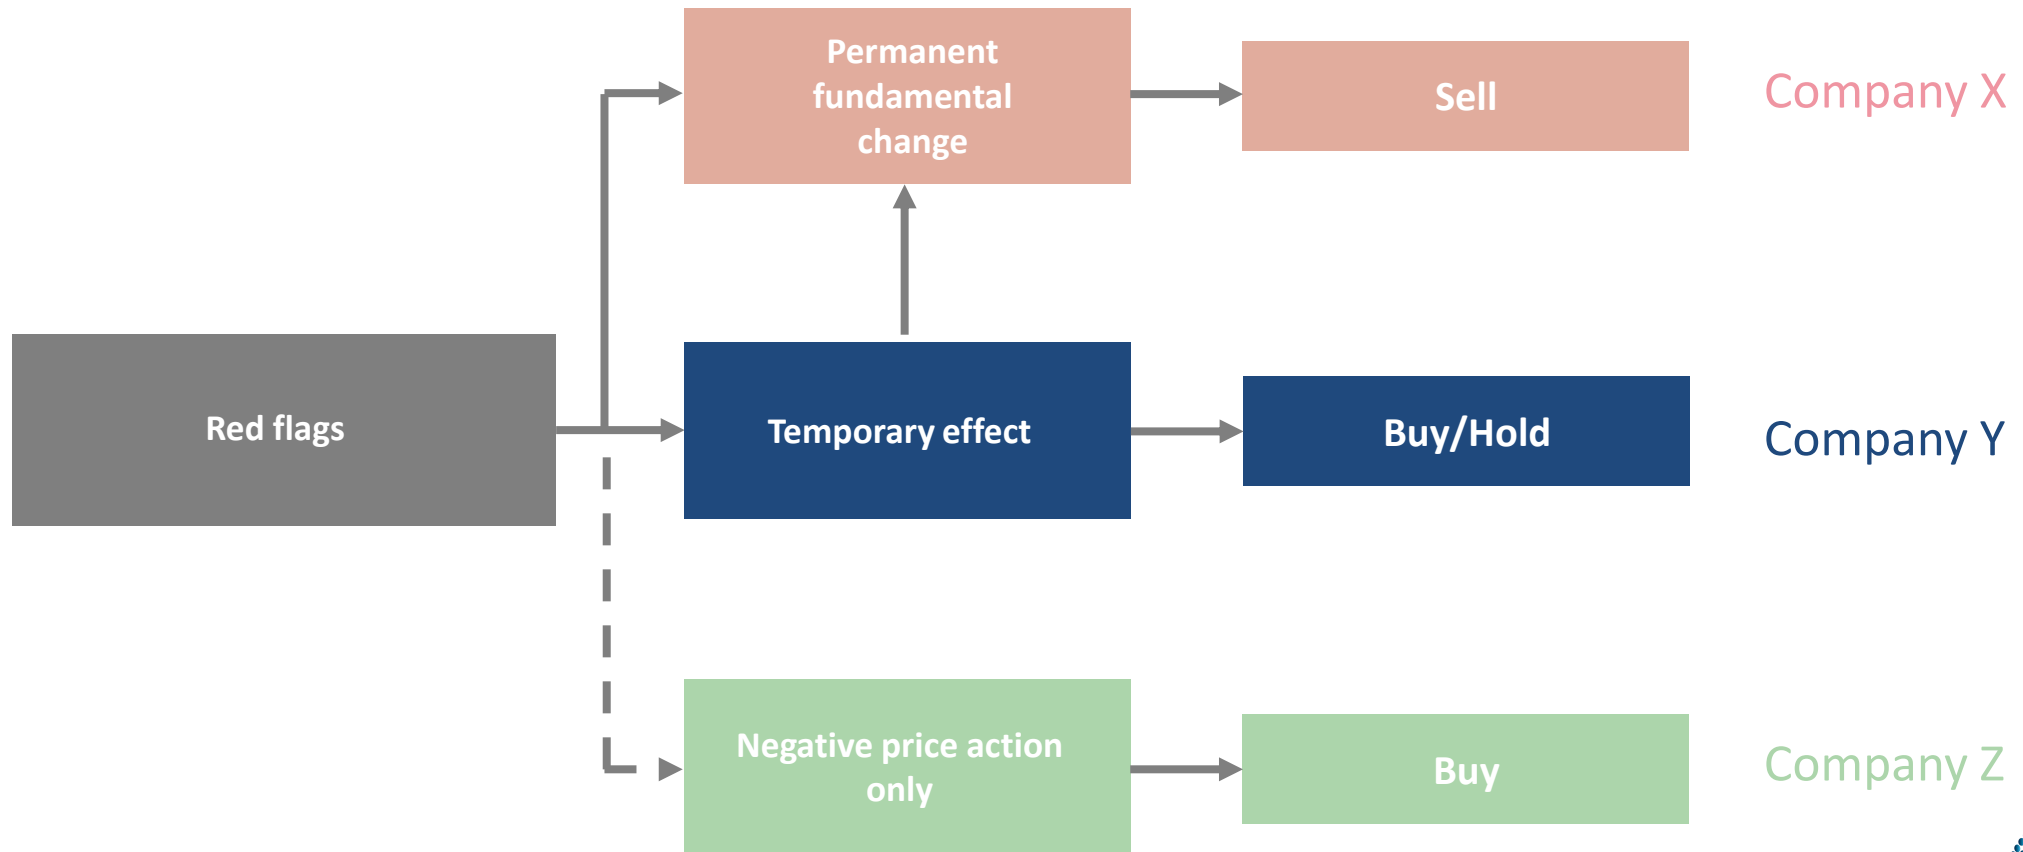 Permanent
fundamental
change
Sell
Company X
Red flags
Temporary effect
Buy/Hold
Company Y
Negative price action
only
Buy
Company Z